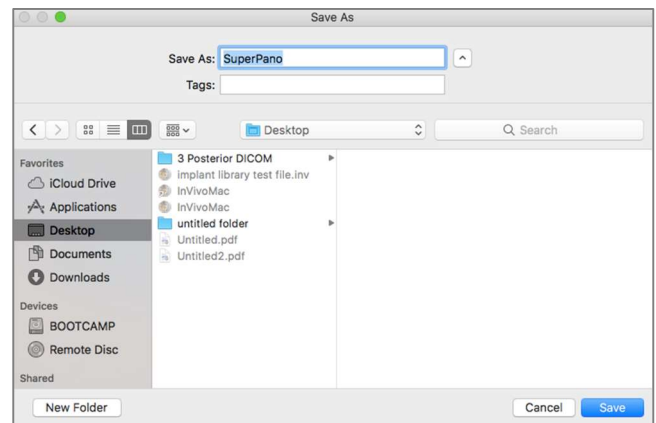 Save As
Save As: SuperPano
Tags:
Desktop
Search
Favorites
iCloud Drive
Applications
Desktop
Documents
Downloads
Devices
BOOTCAMP
Remote Disc
Shared
3 Posterior DICOM
implant library test file.inv
InVivoMac
InVivoMac
untitled folder
Untitled.pdf
Untitled2.pdf
New Folder
Cancel
Save